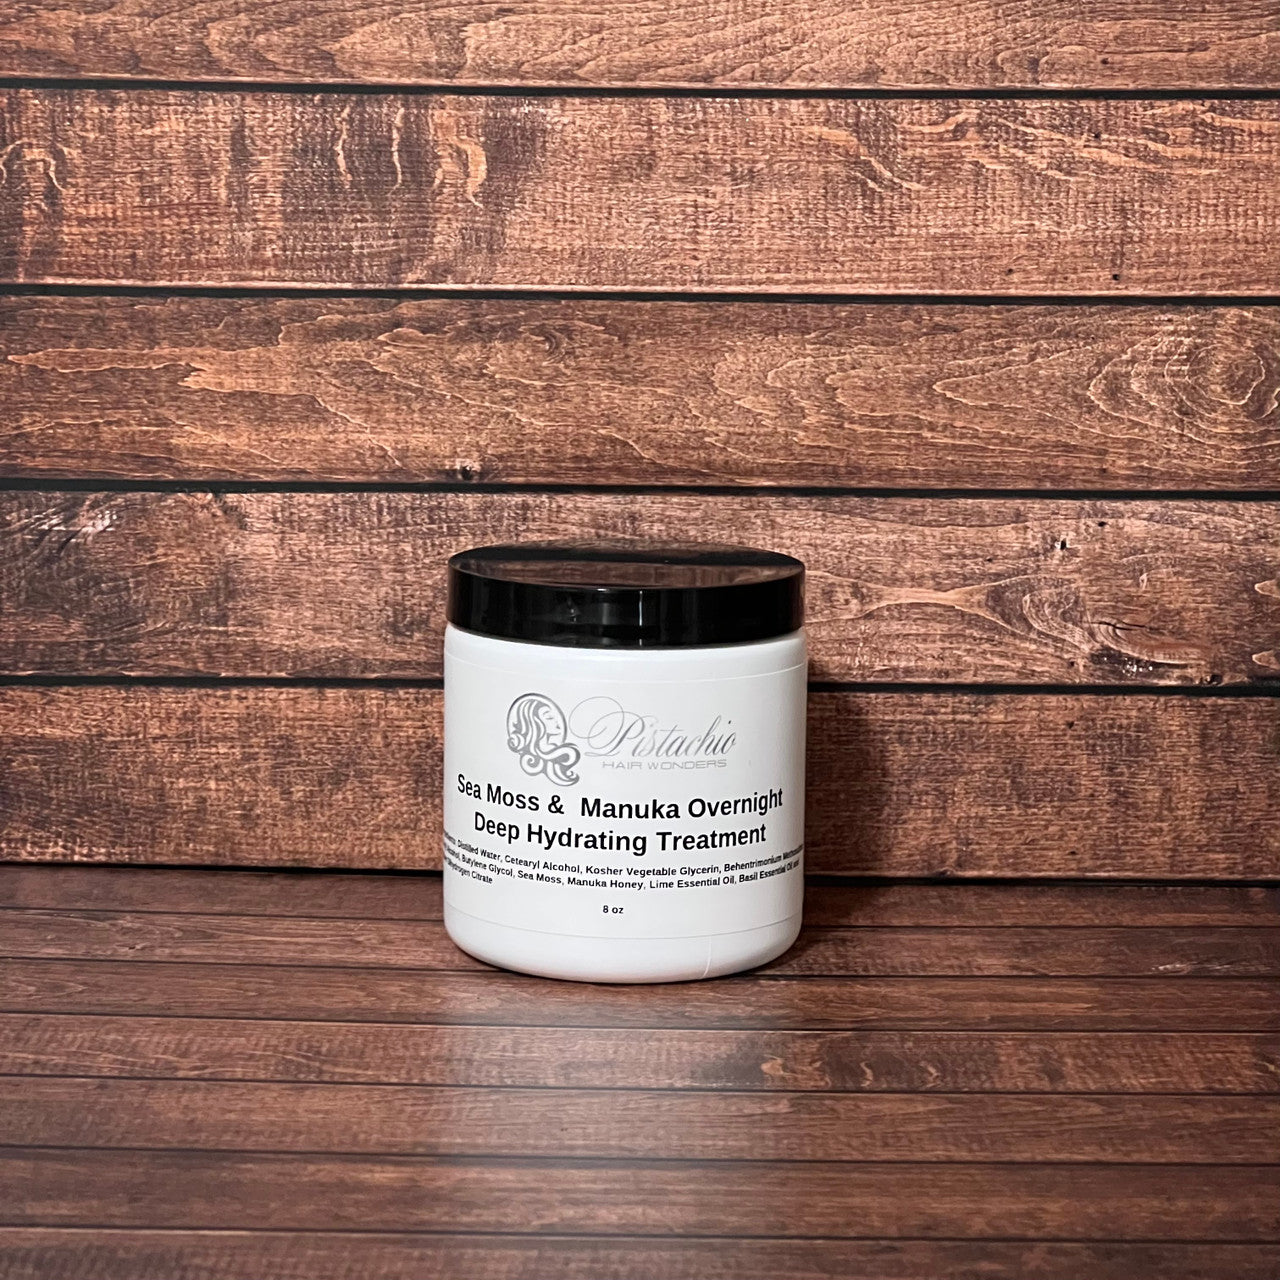 Pistachio
HAIR WONDERS
Sea Moss & Manuka Overnight
Deep Hydrating Treatment
Distilled Water, Cetearyl Alcohol, Kosher Vegetable Glycerin, Behentrimonium
Butylene Glycol, Sea Moss, Manuka Honey, Lime Essential Oil, Basil Essential Oil and
Citrate
8 oz